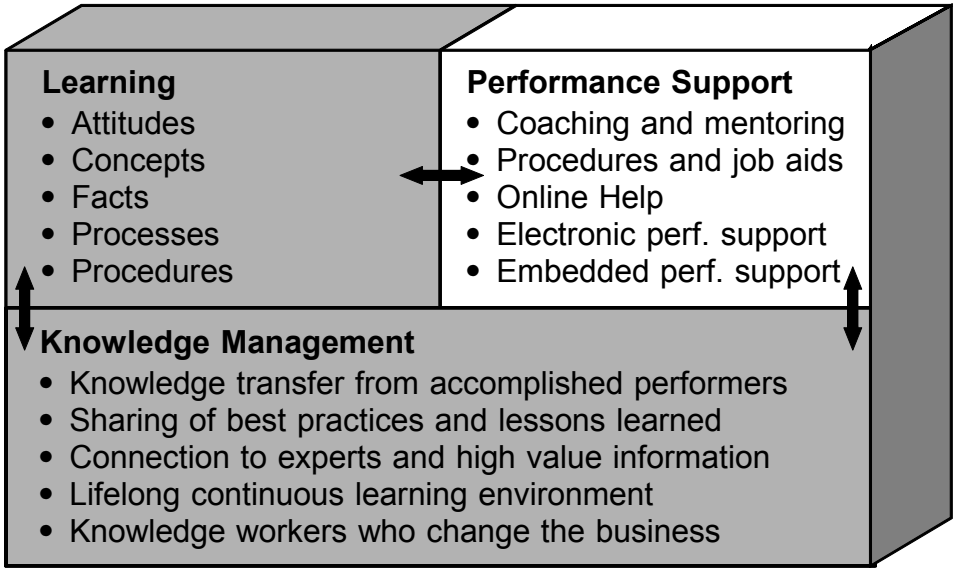 Learning
• Attitudes
• Concepts
• Facts
• Processes
• Procedures
Performance Support
• Coaching and mentoring
• Procedures and job aids
• Online Help
• Electronic perf. support
• Embedded perf. support
Knowledge Management
• Knowledge transfer from accomplished performers
• Sharing of best practices and lessons learned
• Connection to experts and high value information
• Lifelong continuous learning environment
• Knowledge workers who change the business